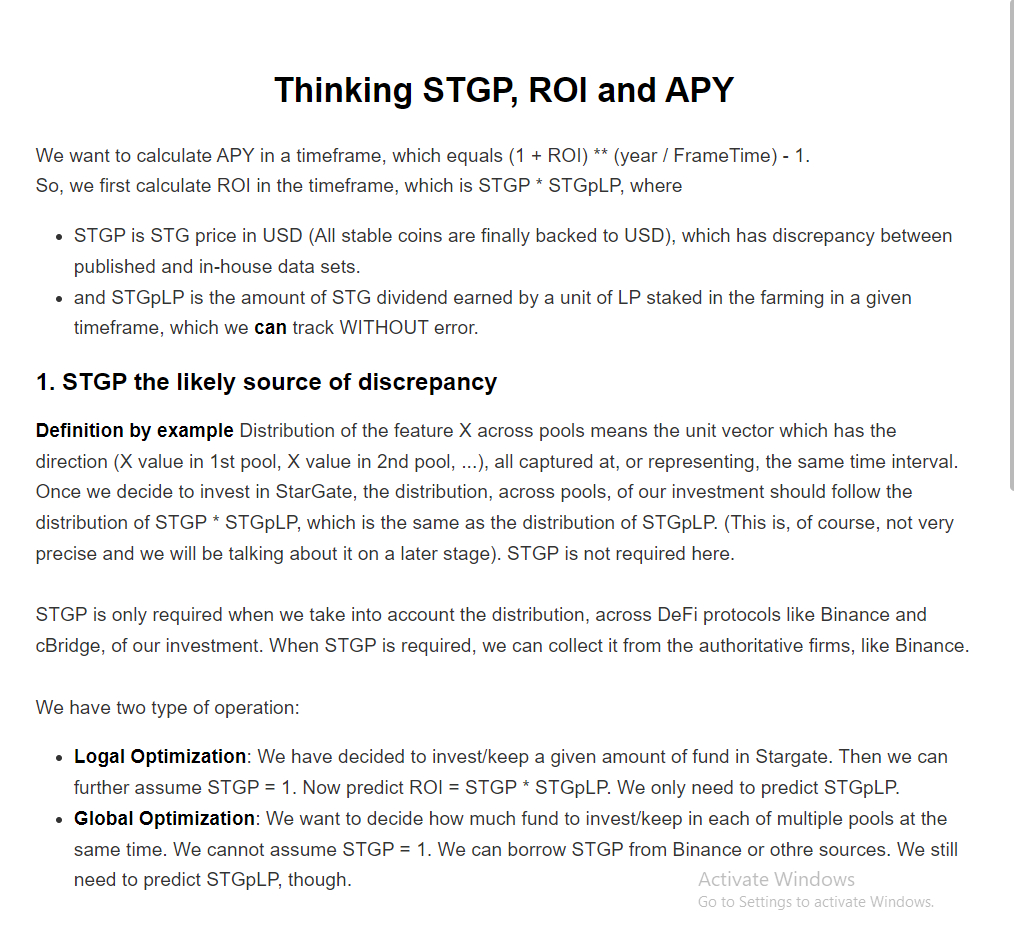 Thinking STGP, ROI and APY
We want to calculate APY in a timeframe, which equals (1 + ROI) ** (year / FrameTime) - 1.
So, we first calculate ROI in the timeframe, which is STGP * STGpLP, where
• STGP is STG price in USD (All stable coins are finally backed to USD), which has discrepancy between
published and in-house data sets.
• and STGpLP is the amount of STG dividend earned by a unit of LP staked in the farming in a given
timeframe, which we can track WITHOUT error.
1. STGP the likely source of discrepancy
Definition by example Distribution of the feature X across pools means the unit vector which has the
direction (X value in 1st pool, X value in 2nd pool, ...), all captured at, or representing, the same time interval.
Once we decide to invest in StarGate, the distribution, across pools, of our investment should follow the
distribution of STGP * STGpLP, which is the same as the distribution of STGpLP. (This is, of course, not very
precise and we will be talking about it on a later stage). STGP is not required here.
STGP is only required when we take into account the distribution, across DeFi protocols like Binance and
cBridge, of our investment. When STGP is required, we can collect it from the authoritative firms, like Binance.
We have two type of operation:
• Logal Optimization: We have decided to invest/keep a given amount of fund in Stargate. Then we can
further assume STGP = 1. Now predict ROI = STGP * STGpLP. We only need to predict STGpLP.
• Global Optimization: We want to decide how much fund to invest/keep in each of multiple pools at the
same time. We cannot assume STGP = 1. We can borrow STGP from Binance or othre sources. We still
need to predict STGpLP, though.
Activate Windows
Go to Settings to activate Windows.